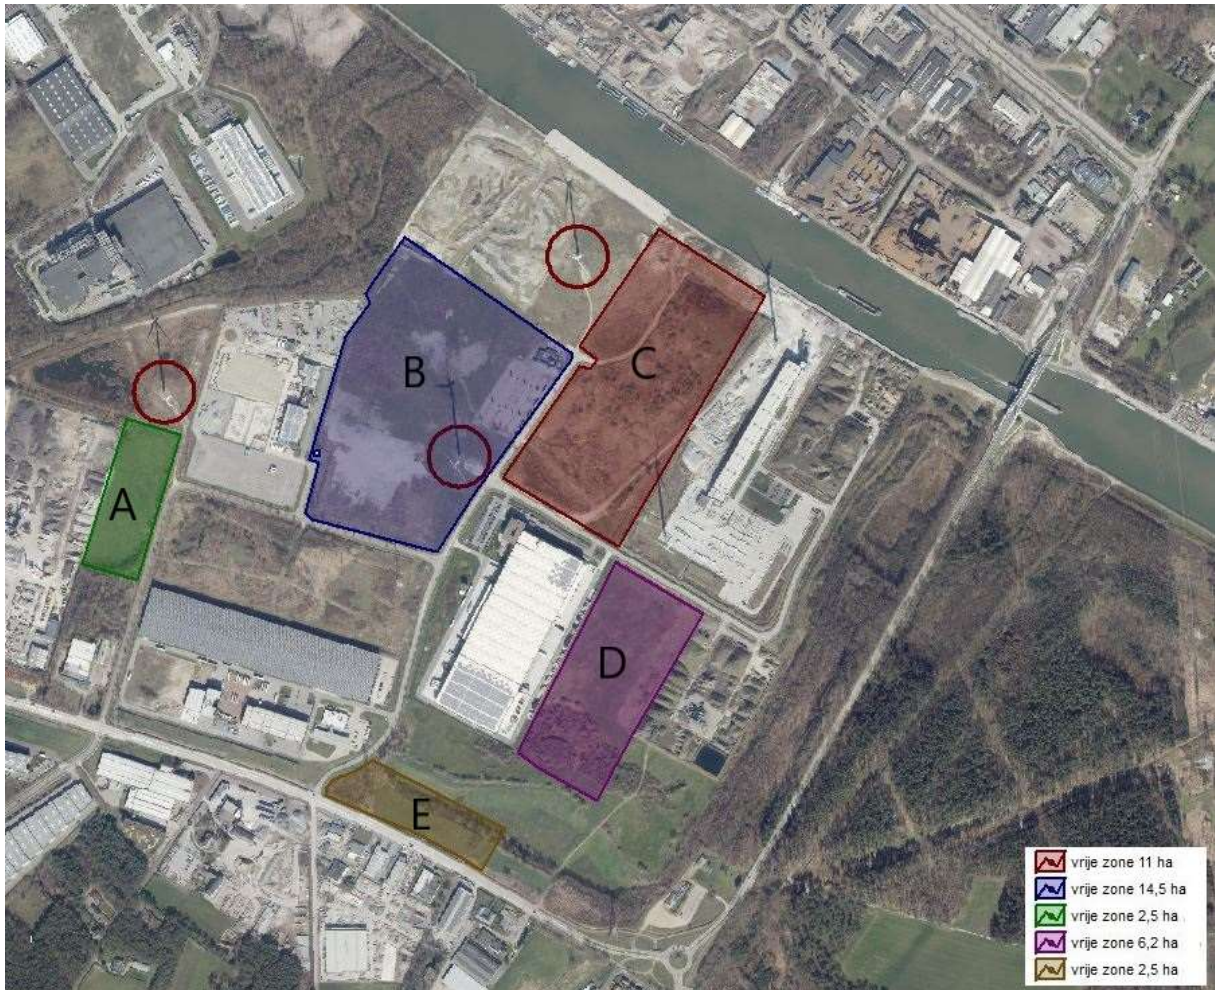 B
C
A
D
E
vrije zone 11 ha
vrije zone 14,5 ha
vrije zone 2,5 ha
vrije zone 6,2 ha
vrije zone 2,5 ha